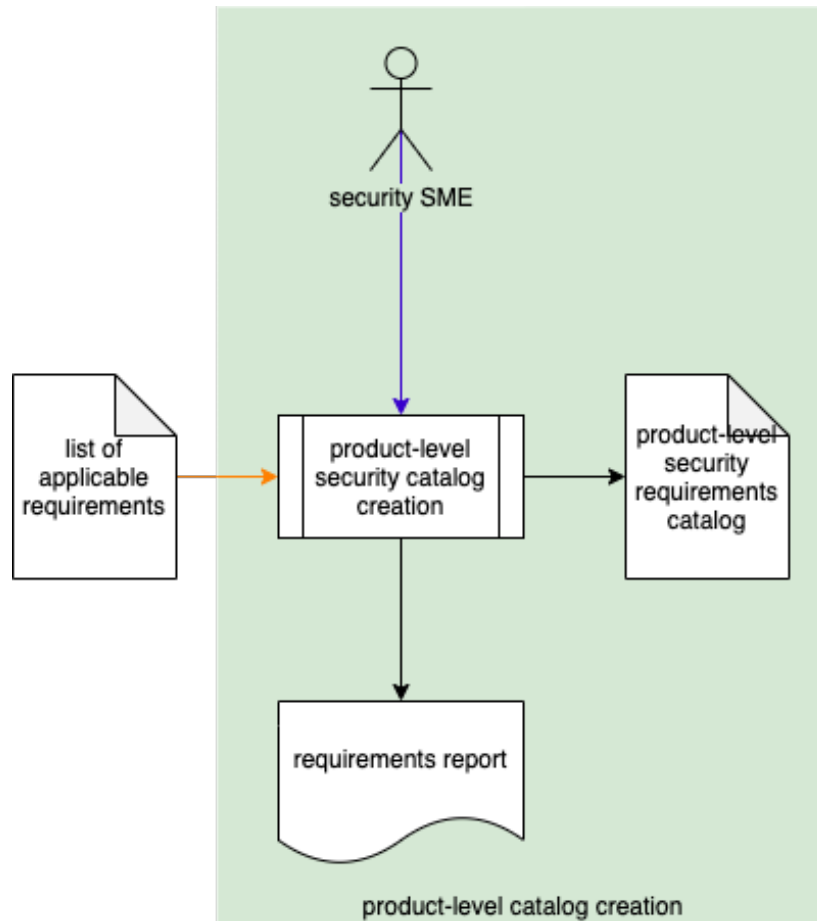 security SME
list of
applicable
requirements
product-level
security catalog
creation
product-level
security
requirements
catalog
requirements report
product-level catalog creation